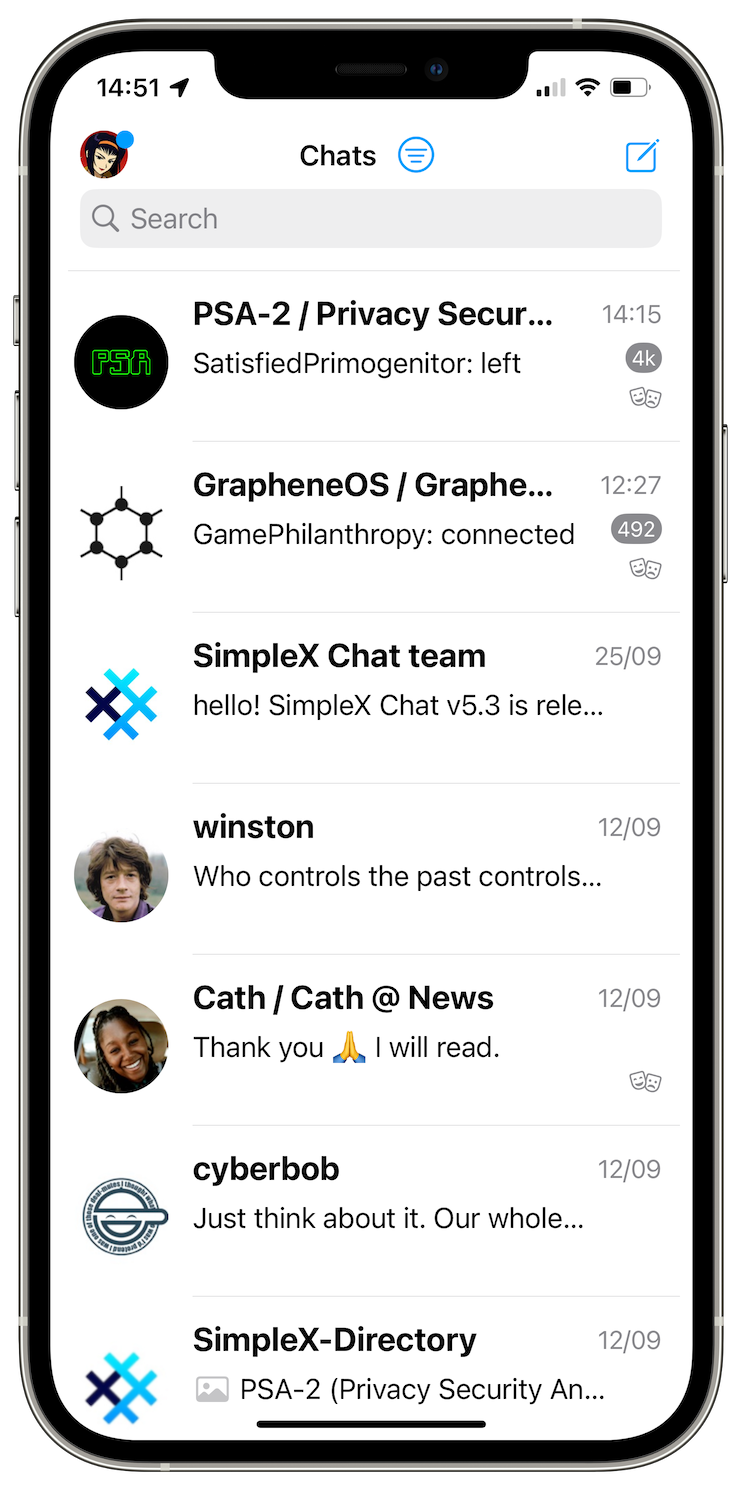 14:51
Chats
Search
PSA-2 / Privacy Secur... 14:15
PSA
SatisfiedPrimogenitor: left 4k
GrapheneOS / Graphe... 12:27
GamePhilanthropy: connected 492
SimpleX Chat team 25/09
hello! SimpleX Chat v5.3 is rele...
winston 12/09
Who controls the past controls...
Cath / Cath @ News 12/09
Thank you 🙏 I will read.
cyberbob 12/09
Just think about it. Our whole...
SimpleX-Directory 12/09
PSA-2 (Privacy Security An...